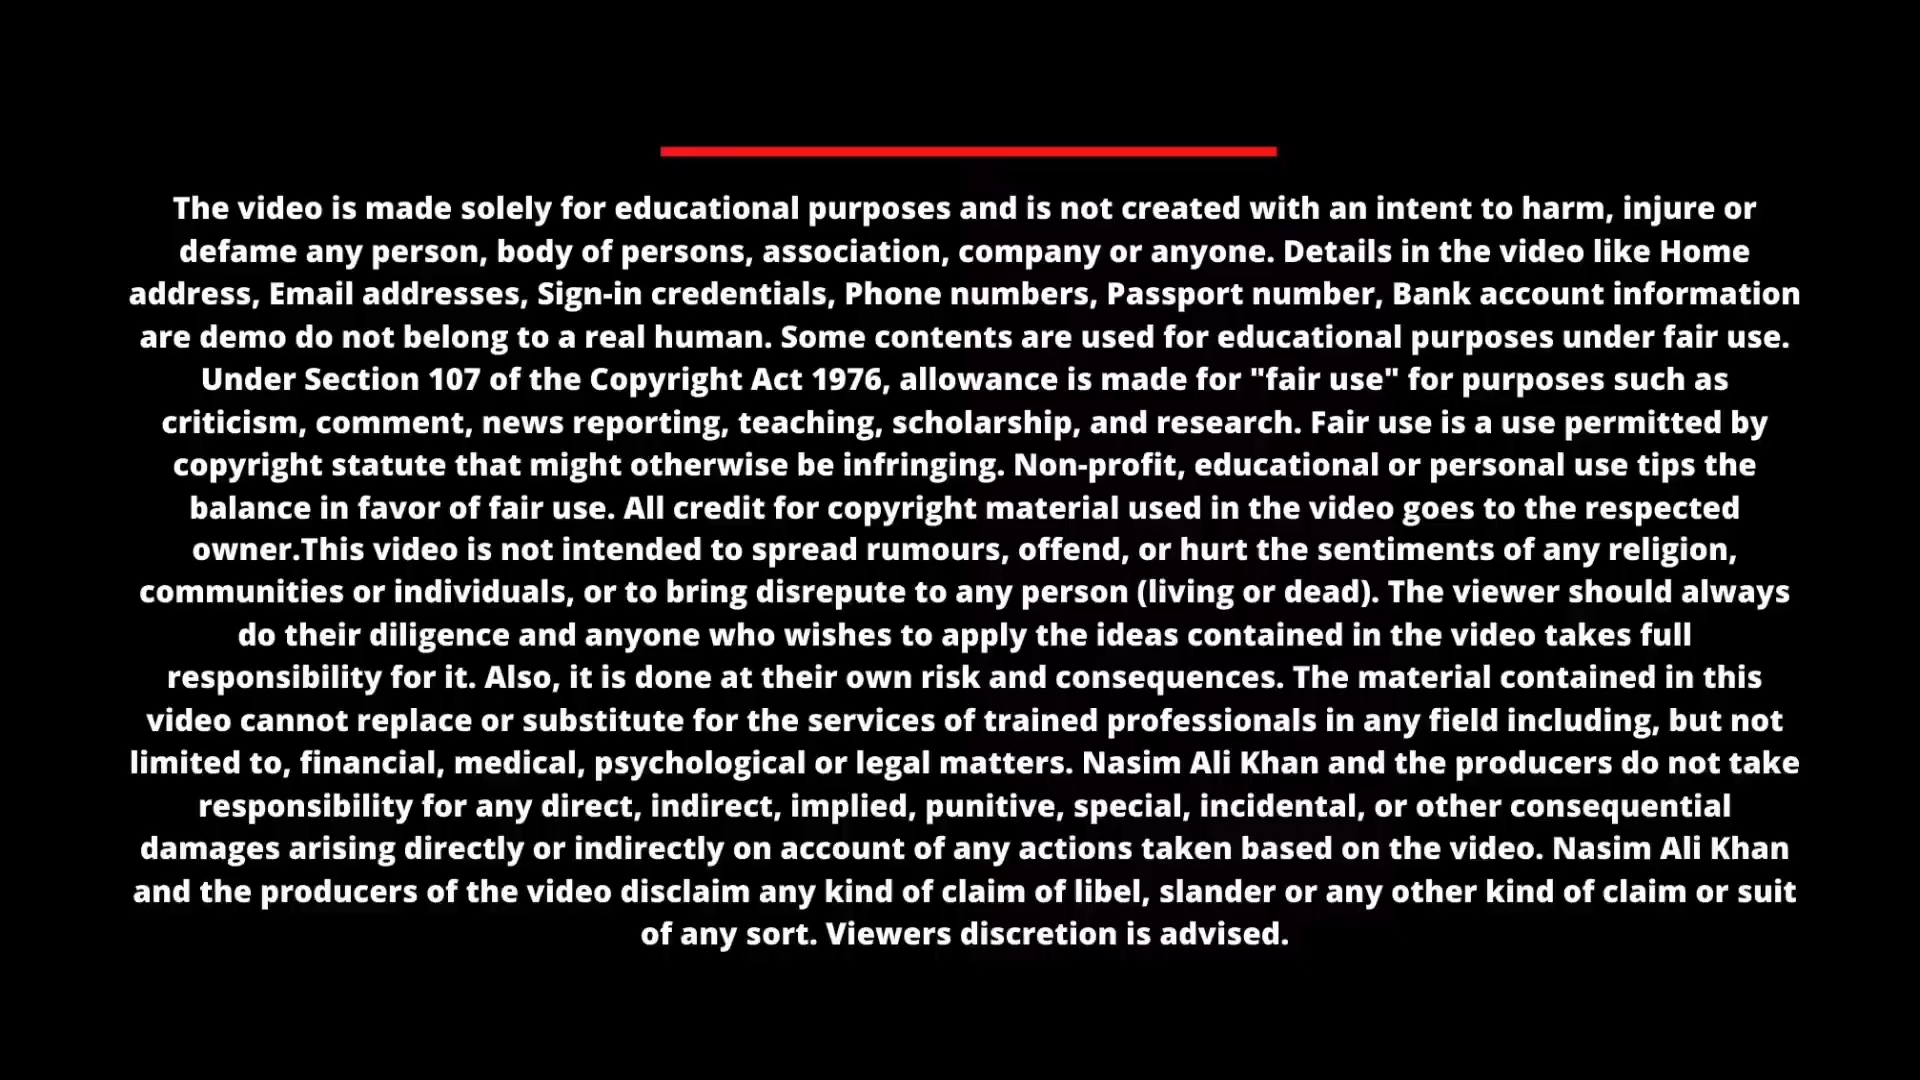 The video is made solely for educational purposes and is not created with an intent to harm, injure or
defame any person, body of persons, association, company or anyone. Details in the video like Home
address, Email addresses, Sign-in credentials, Phone numbers, Passport number, Bank account information
are demo do not belong to a real human. Some contents are used for educational purposes under fair use.
Under Section 107 of the Copyright Act 1976, allowance is made for "fair use" for purposes such as
criticism, comment, news reporting, teaching, scholarship, and research. Fair use is a use permitted by
copyright statute that might otherwise be infringing. Non-profit, educational or personal use tips the
balance in favor of fair use. All credit for copyright material used in the video goes to the respected
owner.This video is not intended to spread rumours, offend, or hurt the sentiments of any religion,
communities or individuals, or to bring disrepute to any person (living or dead). The viewer should always
do their diligence and anyone who wishes to apply the ideas contained in the video takes full
responsibility for it. Also, it is done at their own risk and consequences. The material contained in this
video cannot replace or substitute for the services of trained professionals in any field including, but not
limited to, financial, medical, psychological or legal matters. Nasim Ali Khan and the producers do not take
responsibility for any direct, indirect, implied, punitive, special, incidental, or other consequential
damages arising directly or indirectly on account of any actions taken based on the video. Nasim Ali Khan
and the producers of the video disclaim any kind of claim of libel, slander or any other kind of claim or suit
of any sort. Viewers discretion is advised.